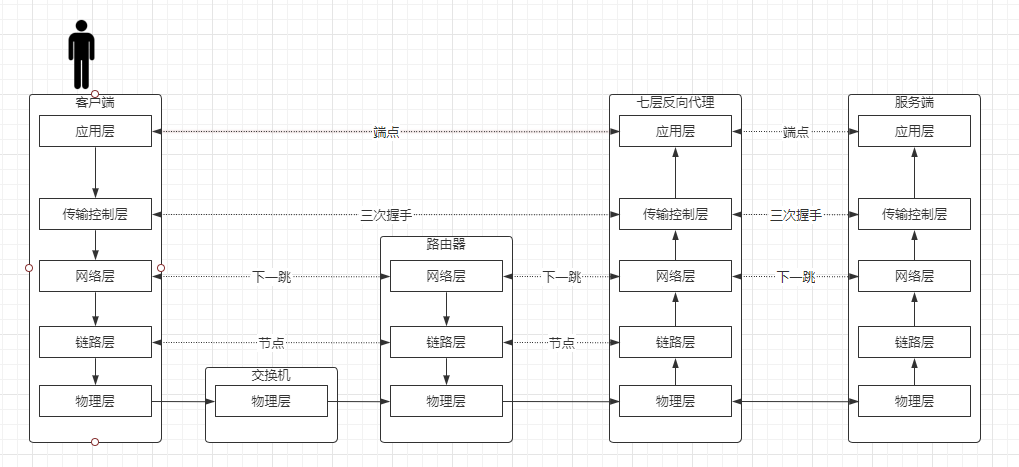 客户端
七层反向代理
服务端
应用层
端点
应用层
端点
应用层
传输控制层
三次握手
传输控制层
三次握手
传输控制层
路由器
网络层
下一跳
网络层
下一跳
网络层
下一跳
网络层
链路层
节点
链路层
节点
链路层
链路层
交换机
物理层
物理层
物理层
物理层
物理层